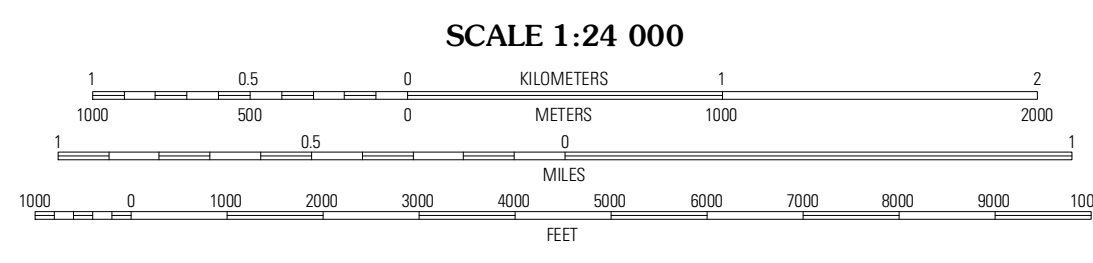 SCALE 1:24 000
1 0.5 0 KILOMETERS 1 2
1000 500 0 METERS 1000 2000
1 0.5 0 1
MILES
1000 0 1000 2000 3000 4000 5000 6000 7000 8000 9000 100
FEET